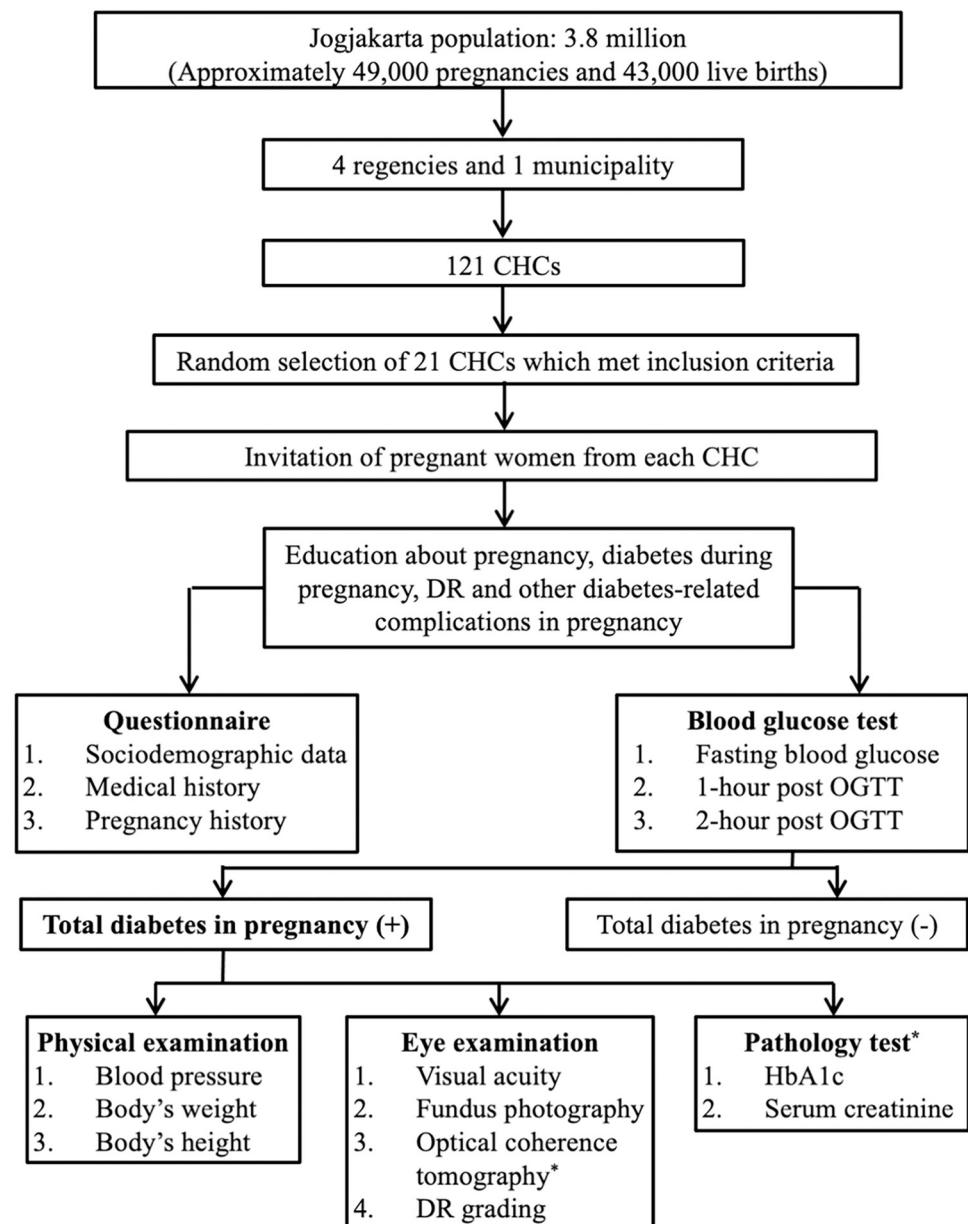 Jogjakarta population: 3.8 million
(Approximately 49,000 pregnancies and 43,000 live births)
4 regencies and 1 municipality
121 CHCs
Random selection of 21 CHCs which met inclusion criteria
Invitation of pregnant women from each CHC
Education about pregnancy, diabetes during
pregnancy, DR and other diabetes-related
complications in pregnancy
Questionnaire
1. Sociodemographic data
2. Medical history
3. Pregnancy history
Blood glucose test
1. Fasting blood glucose
2. 1-hour post OGTT
3. 2-hour post OGTT
Total diabetes in pregnancy (+)
Total diabetes in pregnancy (-)
Physical examination
1. Blood pressure
2. Body's weight
3. Body's height
Eye examination
1. Visual acuity
2. Fundus photography
3. Optical coherence
tomography*
4. DR grading
Pathology test*
1. HbA1c
2. Serum creatinine